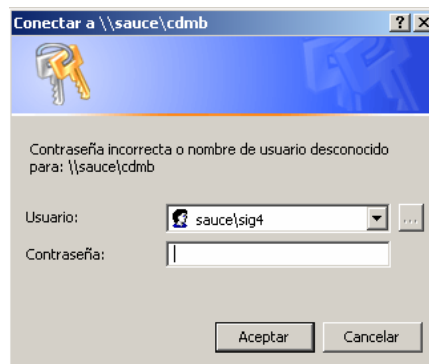 Conectar a \\sauce\cdmb
Contraseña incorrecta o nombre de usuario desconocido
para: \\sauce\cdmb
Usuario: sauce\sig4 ...
Contraseña:
Aceptar Cancelar